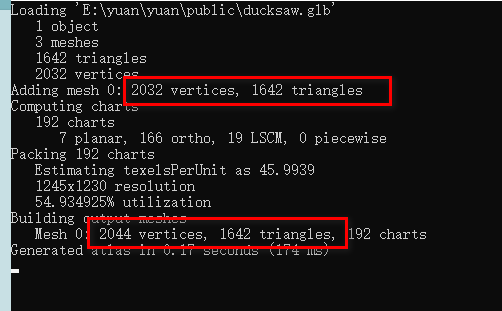 Loading 'E:\yuan\yuan\public\ducksaw.glb'
1 object
3 meshes
1642 triangles
2032 vertices
Adding mesh 0: 2032 vertices, 1642 triangles
Computing charts
192 charts
7 planar, 166 ortho, 19 LSCM, 0 piecewise
Packing 192 charts
Estimating texelsPerUnit as 45.9939
1245x1230 resolution
54.934925% utilization
Building output meshes
Mesh 0: 2044 vertices, 1642 triangles, 192 charts
Generated atlas in 0.17 seconds (174 ms)